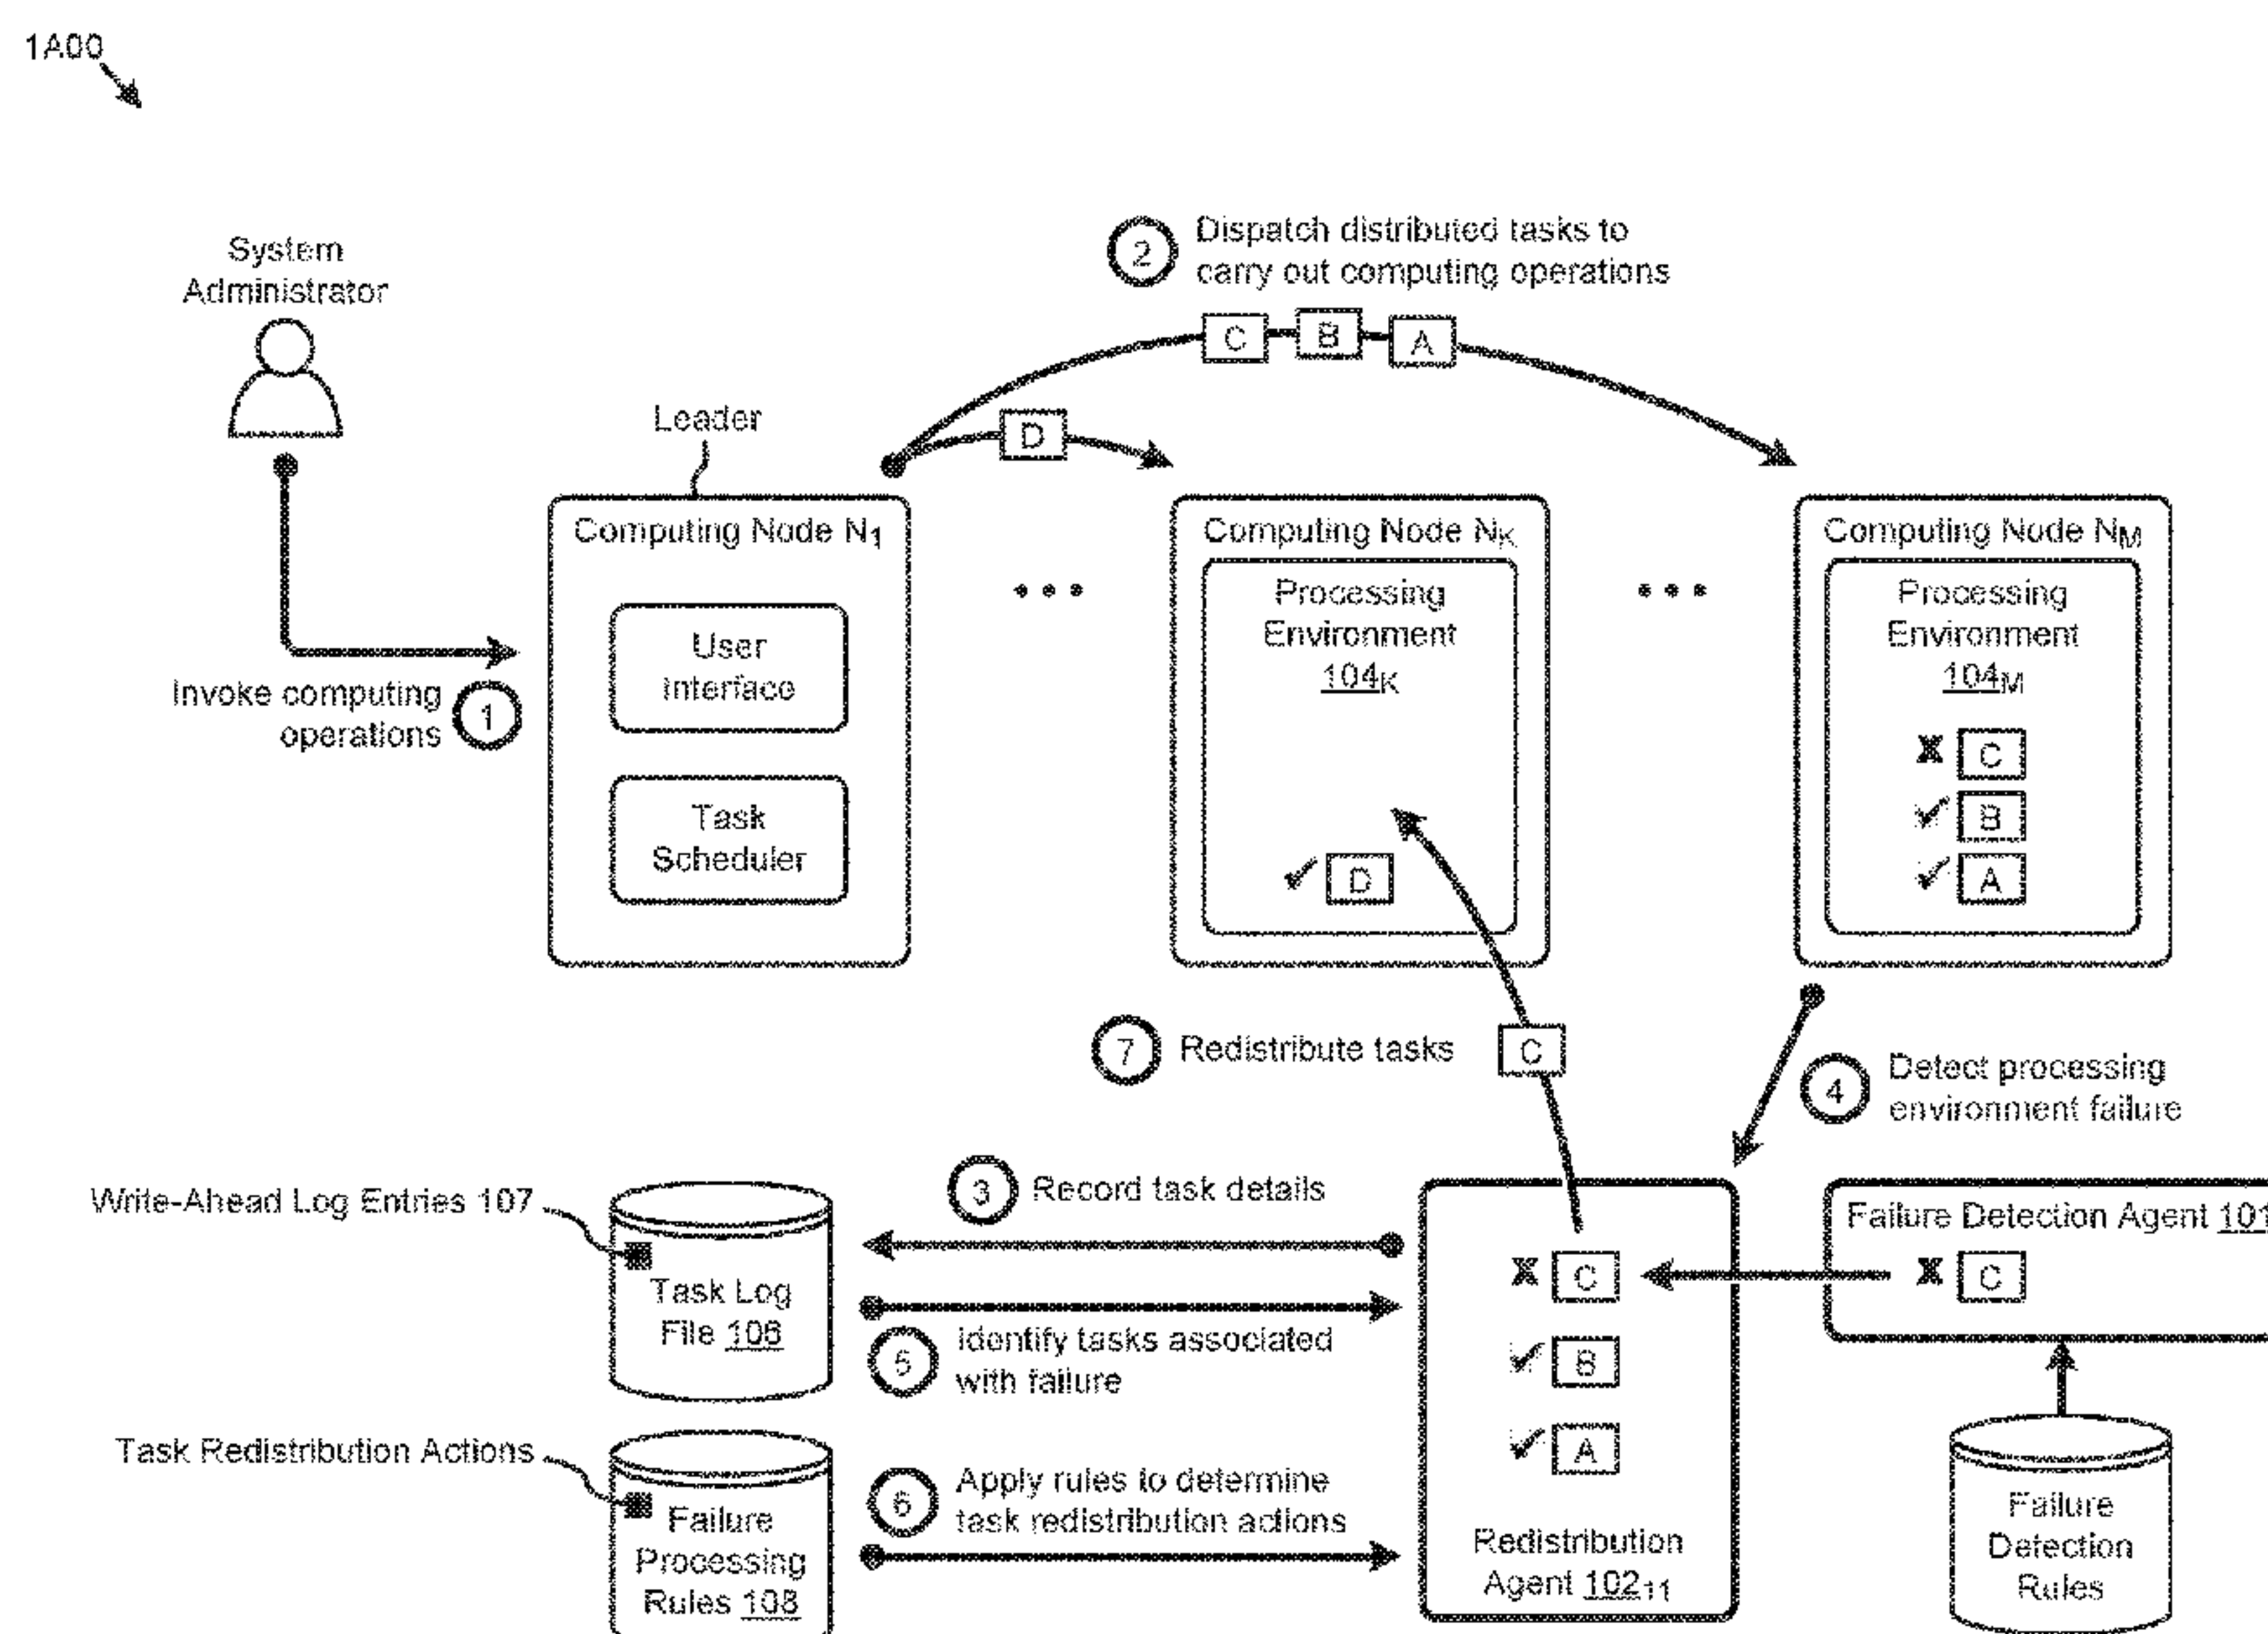 1A00
System
Administrator
2
Dispatch distributed tasks to
carry out computing operations
C
B
A
D
Leader
Computing Node N1
User
Interface
Task
Scheduler
Invoke computing
operations
1
...
Computing Node NK
Processing
Environment
104K
D
...
Computing Node NM
Processing
Environment
104M
C
B
A
7
Redistribute tasks
C
4
Detect processing
environment failure
Write-Ahead Log Entries 107
Task Log
File 106
3
Record task details
5
Identify tasks associated
with failure
Task Redistribution Actions
Failure
Processing
Rules 108
6
Apply rules to determine
task redistribution actions
C
B
A
Redistribution
Agent 10211
Failure Detection Agent 101
C
Failure
Detection
Rules